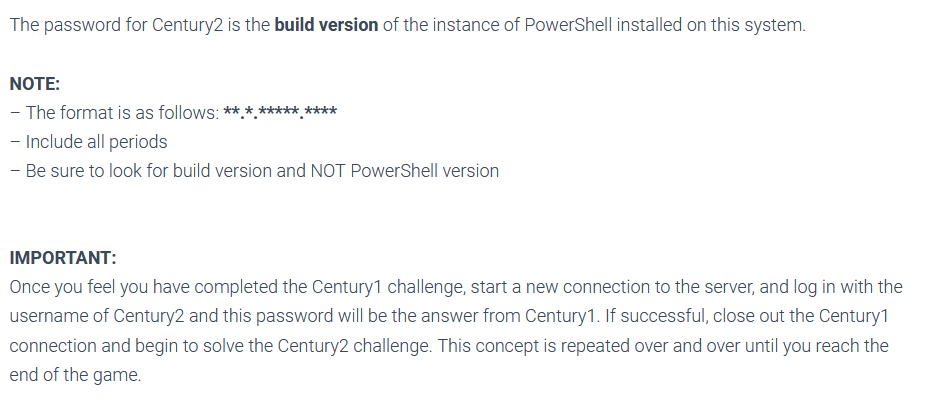 The password for Century2 is the build version of the instance of PowerShell installed on this system.
NOTE:
– The format is as follows: **.*.*****.****
– Include all periods
– Be sure to look for build version and NOT PowerShell version
IMPORTANT:
Once you feel you have completed the Century1 challenge, start a new connection to the server, and log in with the
username of Century2 and this password will be the answer from Century1. If successful, close out the Century1
connection and begin to solve the Century2 challenge. This concept is repeated over and over until you reach the
end of the game.